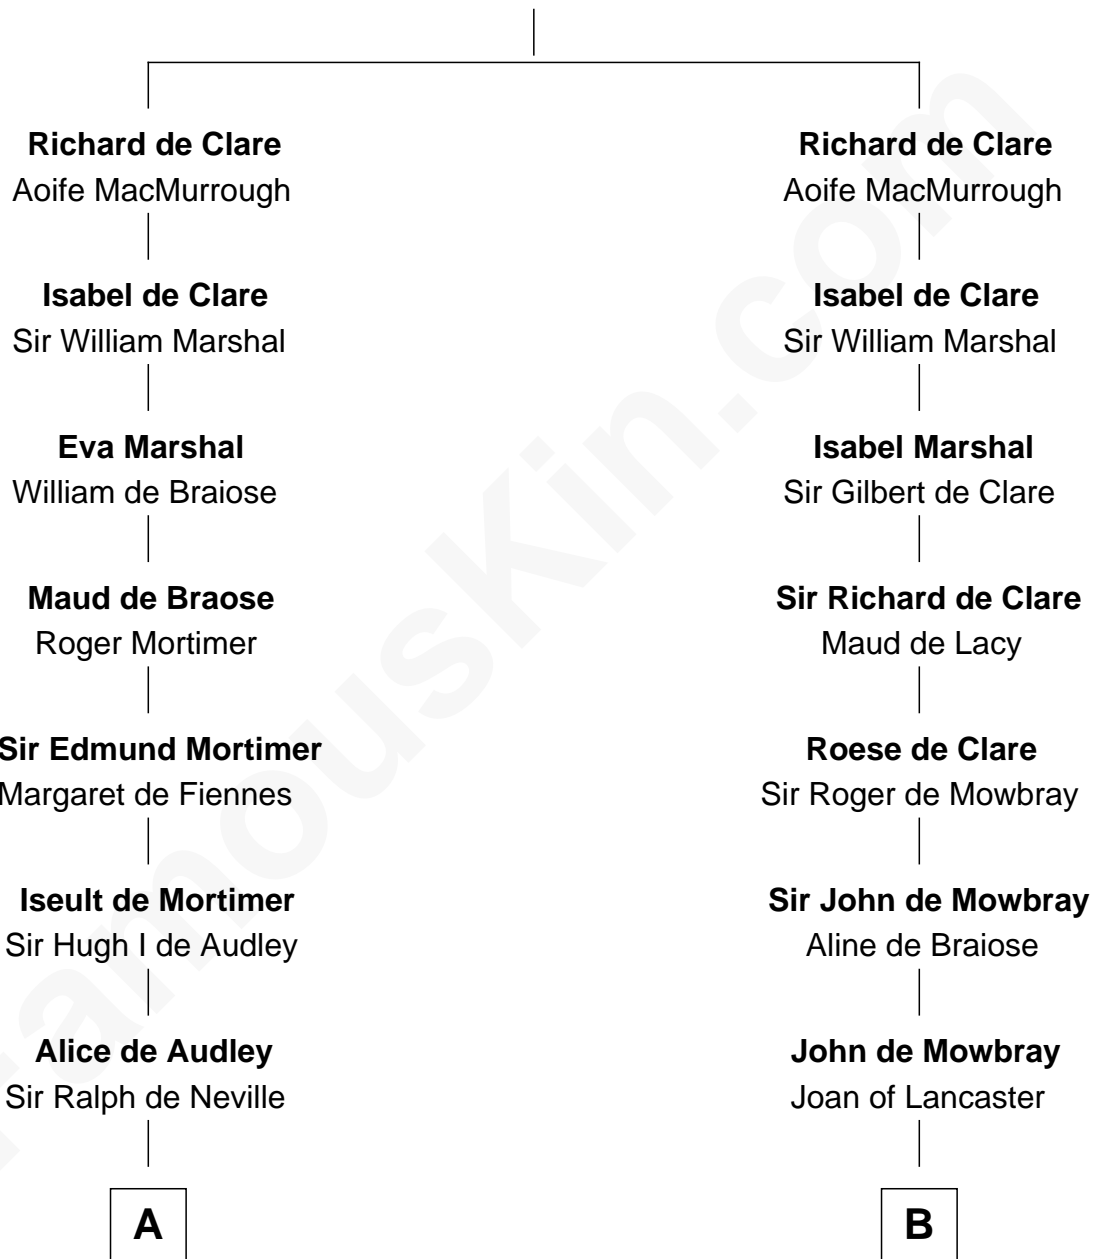 Richard de Clare
Aoife MacMurrough
Isabel de Clare
Sir William Marshal
Eva Marshal
William de Braiose
Maud de Braose
Roger Mortimer
Sir Edmund Mortimer
Margaret de Fiennes
Iseult de Mortimer
Sir Hugh I de Audley
Alice de Audley
Sir Ralph de Neville
A
Richard de Clare
Aoife MacMurrough
Isabel de Clare
Sir William Marshal
Isabel Marshal
Sir Gilbert de Clare
Sir Richard de Clare
Maud de Lacy
Roese de Clare
Sir Roger de Mowbray
Sir John de Mowbray
Aline de Braiose
John de Mowbray
Joan of Lancaster
B
FamousKin.com